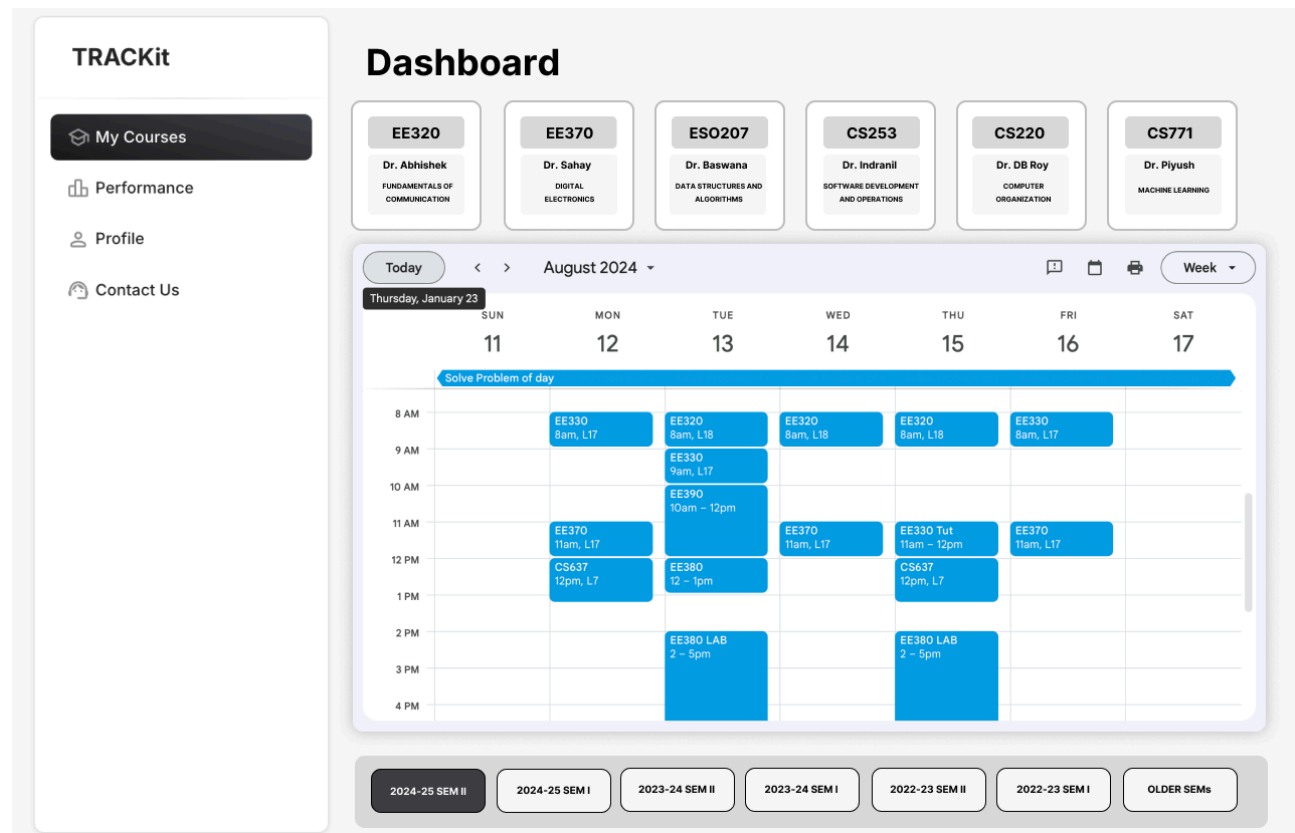 TRACKit
My Courses
Performance
Profile
Contact Us
Dashboard
EE320
Dr. Abhishek
FUNDAMENTALS OF
COMMUNICATION
EE370
Dr. Sahay
DIGITAL
ELECTRONICS
ESO207
Dr. Baswana
DATA STRUCTURES AND
ALGORITHMS
CS253
Dr. Indranil
SOFTWARE DEVELOPMENT
AND OPERATIONS
CS220
Dr. DB Roy
COMPUTER
ORGANIZATION
CS771
Dr. Piyush
MACHINE LEARNING
Today
August 2024
Week
Thursday, January 23
SUN MON TUE WED THU FRI SAT
11 12 13 14 15 16 17
Solve Problem of day
8 AM
EE330
8am, L17
EE320
8am, L18
EE320
8am, L18
EE320
8am, L18
EE330
8am, L17
9 AM
EE330
9am, L17
10 AM
EE390
10am – 12pm
11 AM
EE370
11am, L17
EE370
11am, L17
EE330 Tut
11am – 12pm
EE370
11am, L17
12 PM
CS637
12pm, L7
EE380
12 – 1pm
CS637
12pm, L7
1 PM
2 PM
EE380 LAB
2 – 5pm
EE380 LAB
2 – 5pm
3 PM
4 PM
2024-25 SEM II
2024-25 SEM I
2023-24 SEM II
2023-24 SEM I
2022-23 SEM II
2022-23 SEM I
OLDER SEMs